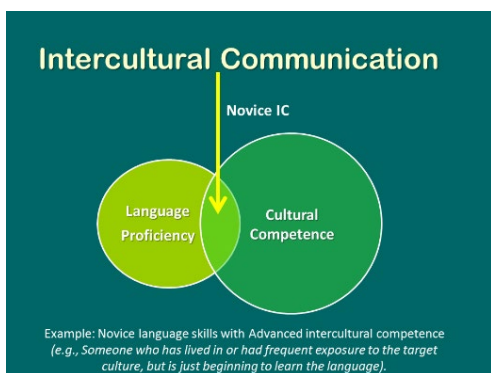 Intercultural Communication
Novice IC
Language
Proficiency
Cultural
Competence
Example: Novice language skills with Advanced intercultural competence
(e.g., Someone who has lived in or had frequent exposure to the target
culture, but is just beginning to learn the language).